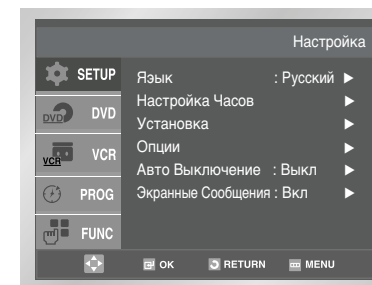 Настройка
SETUP
Язык : Русский ►
Настройка Часов ►
DVD DVD
Установка ►
Опции ►
VCR VCR
Авто Выключение : Выкл ►
PROG
Экранные Сообщения : Вкл ►
FUNC
OK RETURN MENU